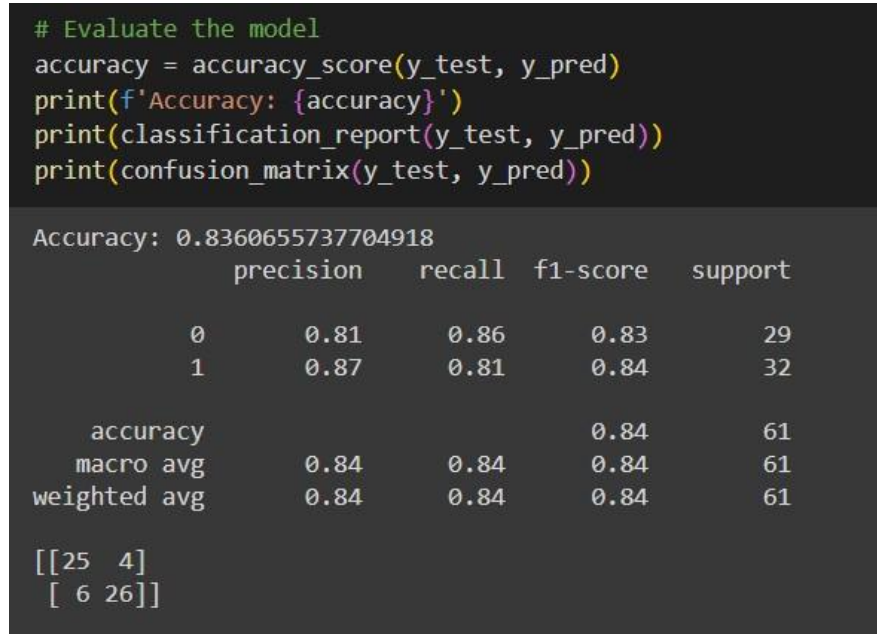 # Evaluate the model
accuracy = accuracy_score(y_test, y_pred)
print(f'Accuracy: {accuracy}')
print(classification_report(y_test, y_pred))
print(confusion_matrix(y_test, y_pred))
Accuracy: 0.8360655737704918
precision recall f1-score support
0 0.81 0.86 0.83 29
1 0.87 0.81 0.84 32
accuracy 0.84 61
macro avg 0.84 0.84 0.84 61
weighted avg 0.84 0.84 0.84 61
[[25 4]
[ 6 26]]